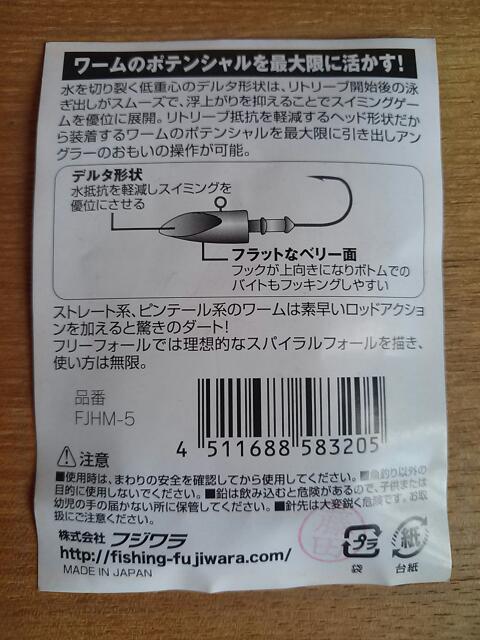 ワームのポテンシャルを最大限に活かす!
水を切り裂く低重心のデルタ形状は、リトリーブ開始後の泳
ぎ出しがスムーズで、浮上がりを抑えることでスイミングゲー
ムを優位に展開。リトリーブ抵抗を軽減するヘッド形状だか
ら装着するワームのポテンシャルを最大限に引き出しアン
グラーのおもいの操作が可能。
デルタ形状
水抵抗を軽減しスイミングを
優位にさせる
フラットなベリー面
フックが上向きになりボトムでの
バイトもフッキングしやすい
ストレート系、ピンテール系のワームは素早いロッドアクショ
ンを加えると驚きのダート!
フリーフォールでは理想的なスパイラルフォールを描き、
使い方は無限。
品番
FJHM-5
4 511688 583205
注意
■使用時は、まわりの安全を確認してから使用してください。■魚釣り以外の
目的に使用しないでください。■鉛は飲み込むと危険があるので、子供または
幼児の手の届かない所に保管してください。■針先は大変鋭く危険です。お取
扱にご注意ください。
株式会社 フジワラ
http://fishing-fujiwara.com/
MADE IN JAPAN
プラ
袋
紙
台紙